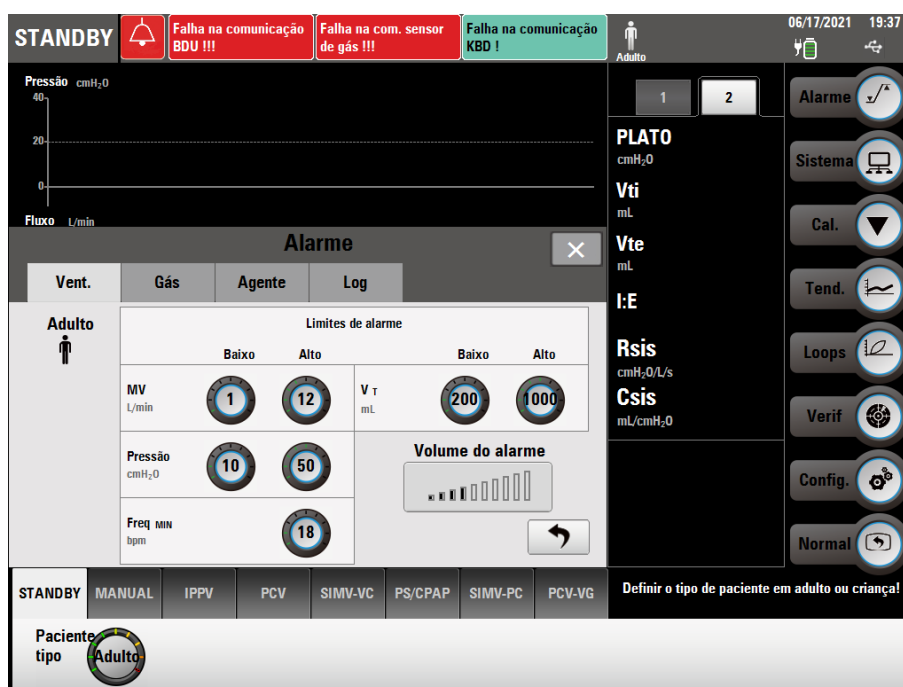 STANDBY
Falha na comunicação
BDU !!!
Falha na com. sensor
de gás !!!
Falha na comunicação
KBD !
Adulto
06/17/2021 19:37
Pressão cmH₂O
40
20
0
Fluxo L/min
1 2
PLATO
cmH₂O
Vti
mL
Vte
mL
I:E
Rsis
cmH₂O/L/s
Csis
mL/cmH₂O
Alarme
Sistema
Cal.
Tend.
Loops
Verif
Config.
Normal
Alarme
Vent. Gás Agente Log
Adulto
Limites de alarme
Baixo Alto Baixo Alto
MV
L/min
1 12
V T
mL
200 1000
Pressão
cmH₂O
10 50
Volume do alarme
Freq MIN
bpm
18
STANDBY MANUAL IPPV PCV SIMV-VC PS/CPAP SIMV-PC PCV-VG
Definir o tipo de paciente em adulto ou criança!
Paciente
tipo
Adulto